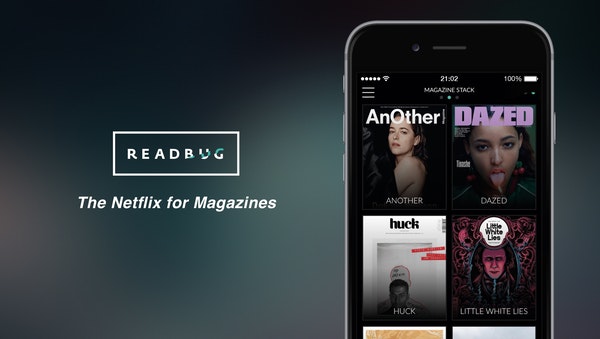 READBUG
The Netflix for Magazines
21:02
100%
MAGAZINE STACK
AnOther
ANOTHER
DAZED
Tinashe
DAZED
huck
HUCK
Little
White
Lies
LITTLE WHITE LIES